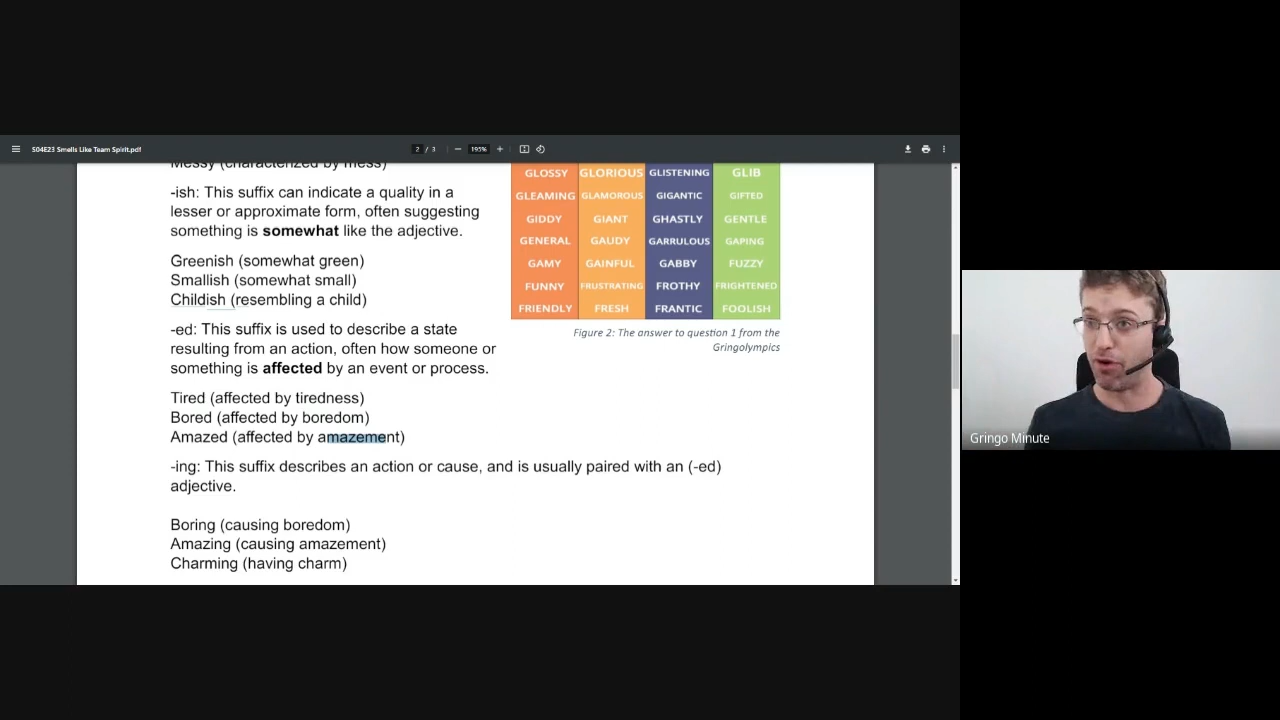 S04E23 Smells Like Team Spirit.pdf
2 / 3
195%
Messy (characterized by mess)
-ish: This suffix can indicate a quality in a
lesser or approximate form, often suggesting
something is somewhat like the adjective.
Greenish (somewhat green)
Smallish (somewhat small)
Childish (resembling a child)
-ed: This suffix is used to describe a state
resulting from an action, often how someone or
something is affected by an event or process.
Tired (affected by tiredness)
Bored (affected by boredom)
Amazed (affected by amazement)
-ing: This suffix describes an action or cause, and is usually paired with an (-ed)
adjective.
Boring (causing boredom)
Amazing (causing amazement)
Charming (having charm)
GLOSSY GLORIOUS GLISTENING GLIB
GLEAMING GLAMOROUS GIGANTIC GIFTED
GIDDY GIANT GHASTLY GENTLE
GENERAL GAUDY GARRULOUS GAPING
GAMY GAINFUL GABBY FUZZY
FUNNY FRUSTRATING FROTHY FRIGHTENED
FRIENDLY FRESH FRANTIC FOOLISH
Figure 2: The answer to question 1 from the
Gringolympics
Gringo Minute